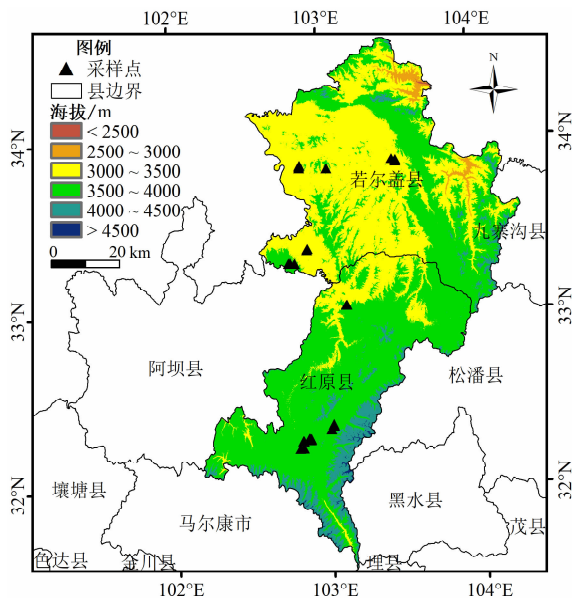 102°E 103°E 104°E
图例
采样点
县边界
海拔/m
<2500
2500~3000
3000~3500
3500~4000
4000~4500
>4500
0 20 km
N
34°N
34°N
若尔盖县
九寨沟县
33°N
33°N
阿坝县
红原县
松潘县
32°N
32°N
壤塘县
马尔康市
黑水县
茂县
色达县
金川县
理县
102°E 103°E 104°E